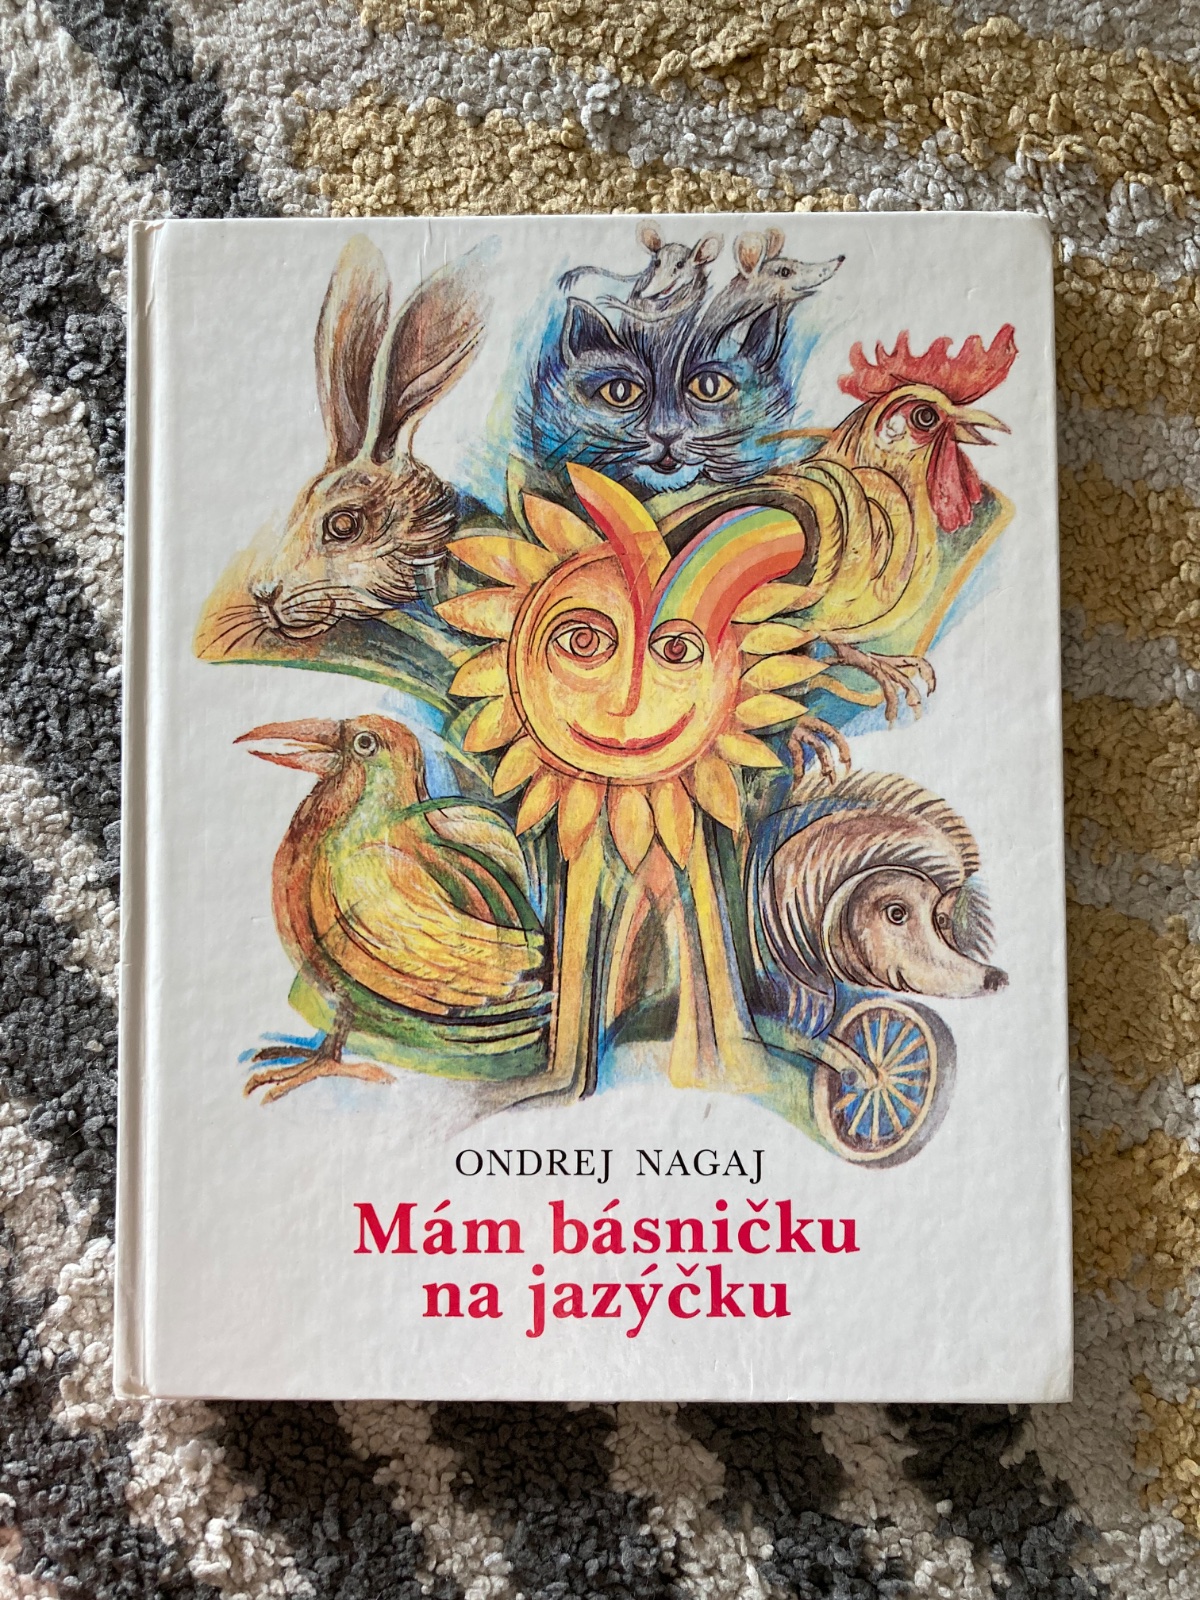 ONDREJ NAGAJ
Mám básničku
na jazýčku